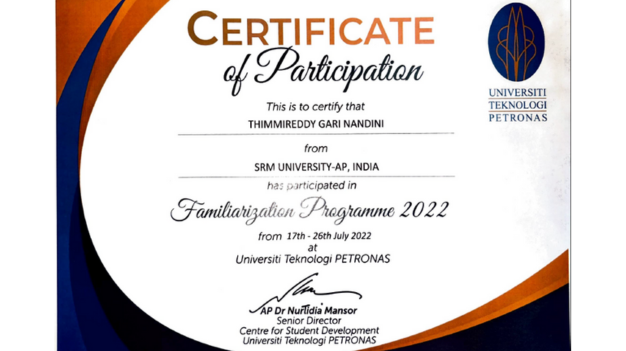 CERTIFICATE
of Participation
This is to certify that
THIMMIREDDY GARI NANDINI
from
SRM UNIVERSITY-AP, INDIA
has participated in
Familiarization Programme 2022
from 17th - 26th July 2022
at
Universiti Teknologi PETRONAS
AP Dr Nurlidia Mansor
Senior Director
Centre for Student Development
Universiti Teknologi PETRONAS
UNIVERSITI
TEKNOLOGI
PETRONAS